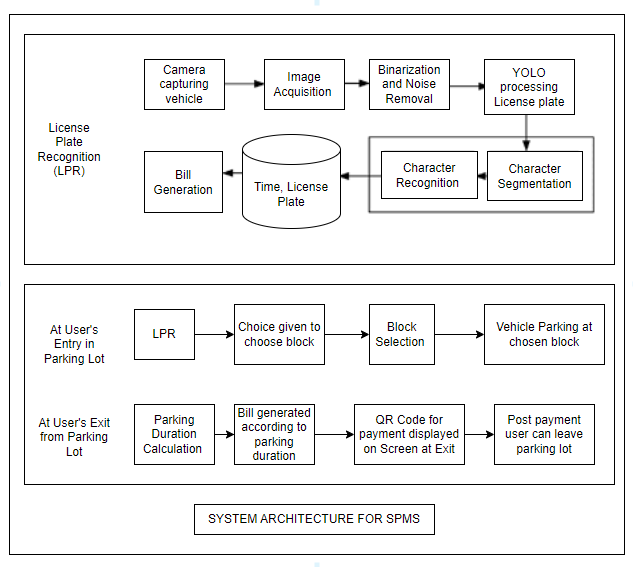 Camera
capturing
vehicle
Image
Acquisition
Binarization
and Noise
Removal
YOLO
processing
License plate
License
Plate
Recognition
(LPR)
Bill
Generation
Time, License
Plate
Character
Recognition
Character
Segmentation
At User's
Entry in
Parking Lot
LPR
Choice given to
choose block
Block
Selection
Vehicle Parking at
chosen block
At User's Exit
from Parking
Lot
Parking
Duration
Calculation
Bill generated
according to
parking
duration
QR Code for
payment displayed
on Screen at Exit
Post payment
user can leave
parking lot
SYSTEM ARCHITECTURE FOR SPMS